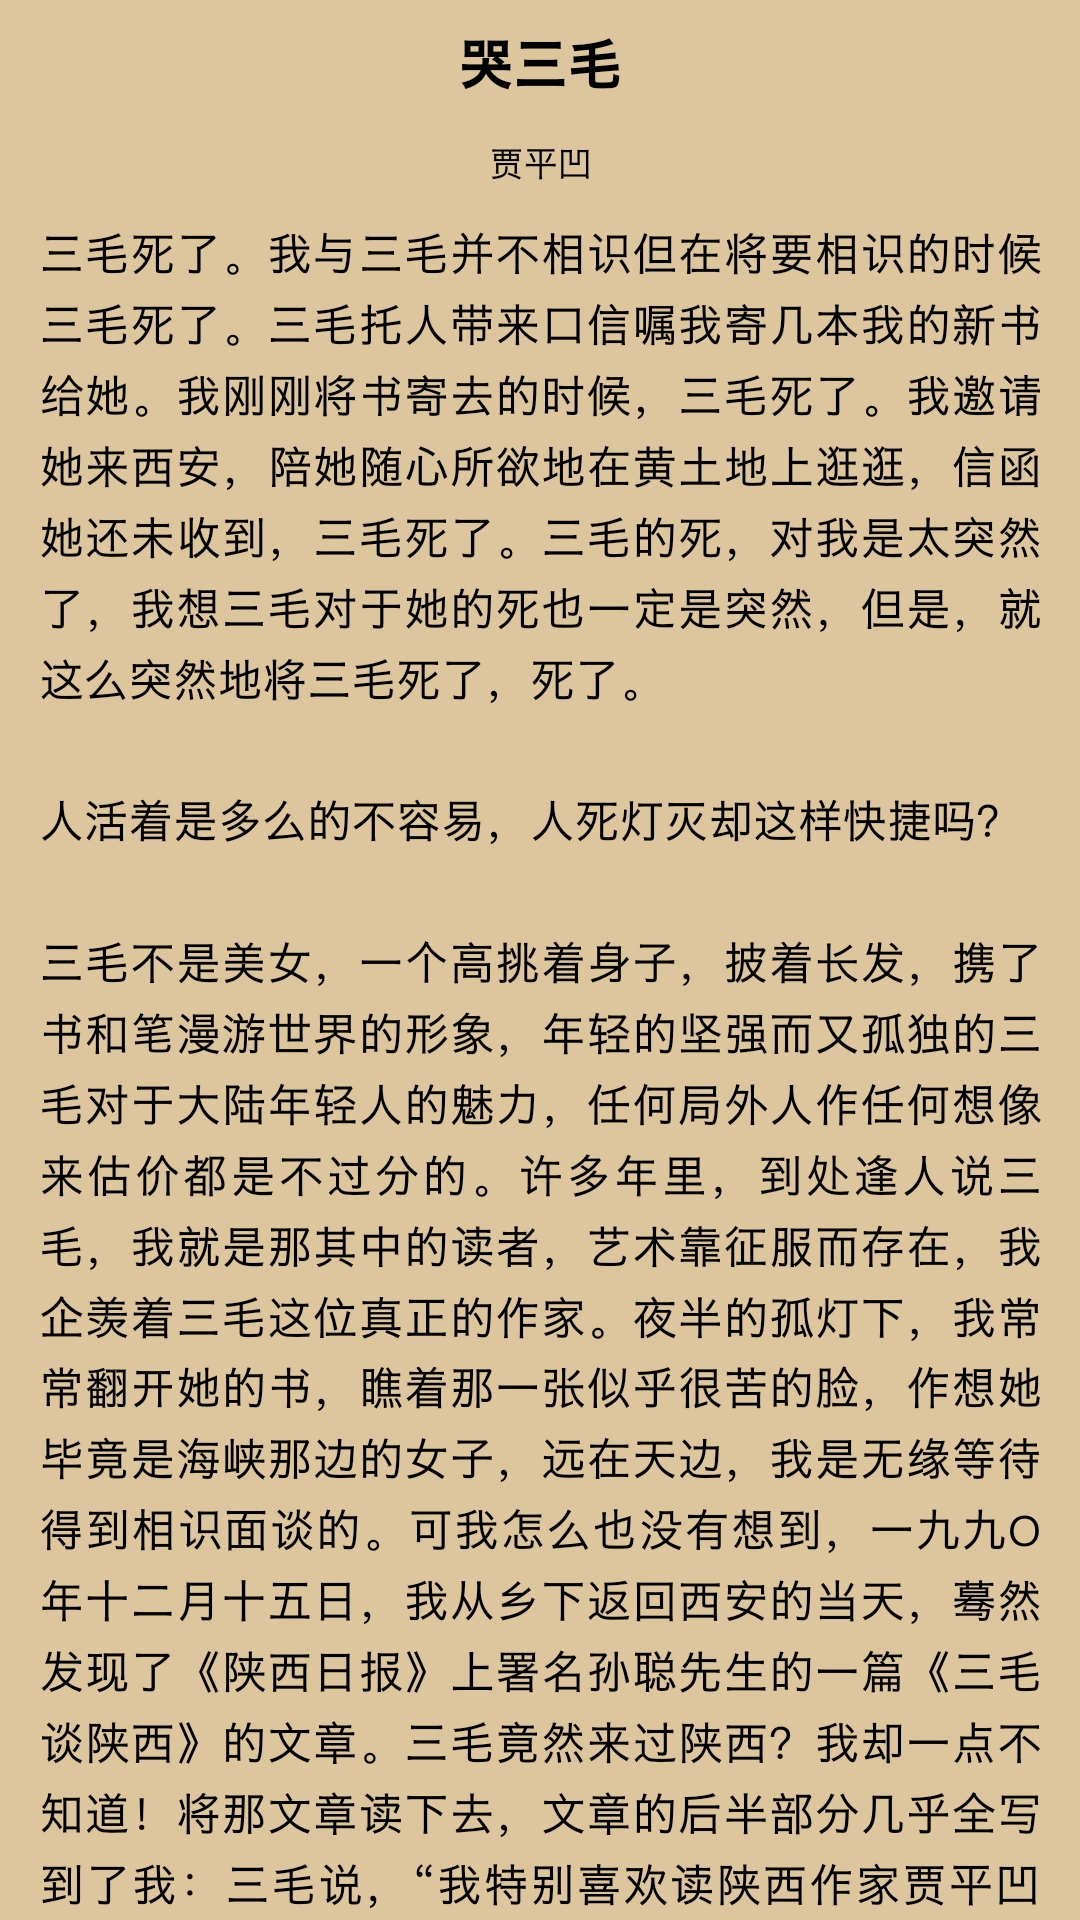 哭三毛
贾平凹
三毛死了。我与三毛并不相识但在将要相识的时候
三毛死了。三毛托人带来口信嘱我寄几本我的新书
给她。我刚刚将书寄去的时候，三毛死了。我邀请
她来西安，陪她随心所欲地在黄土地上逛逛，信函
她还未收到，三毛死了。三毛的死，对我是太突然
了，我想三毛对于她的死也一定是突然，但是，就
这么突然地将三毛死了，死了。
人活着是多么的不容易，人死灯灭却这样快捷吗？
三毛不是美女，一个高挑着身子，披着长发，携了
书和笔漫游世界的形象，年轻的坚强而又孤独的三
毛对于大陆年轻人的魅力，任何局外人作任何想像
来估价都是不过分的。许多年里，到处逢人说三
毛，我就是那其中的读者，艺术靠征服而存在，我
企羡着三毛这位真正的作家。夜半的孤灯下，我常
常翻开她的书，瞧着那一张似乎很苦的脸，作想她
毕竟是海峡那边的女子，远在天边，我是无缘等待
得到相识面谈的。可我怎么也没有想到，一九九O
年十二月十五日，我从乡下返回西安的当天，蓦然
发现了《陕西日报》上署名孙聪先生的一篇《三毛
谈陕西》的文章。三毛竟然来过陕西？我却一点不
知道！将那文章读下去，文章的后半部分几乎全写
到了我：三毛说，“我特别喜欢读陕西作家贾平凹